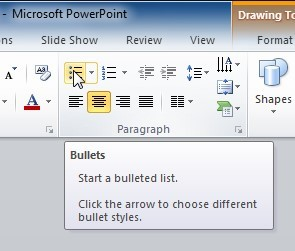 - Microsoft PowerPoint
Drawing To
ns
Slide Show
Review
View
Format
A
A
Shapes
Paragraph
Bullets
Start a bulleted list.
Click the arrow to choose different
bullet styles.